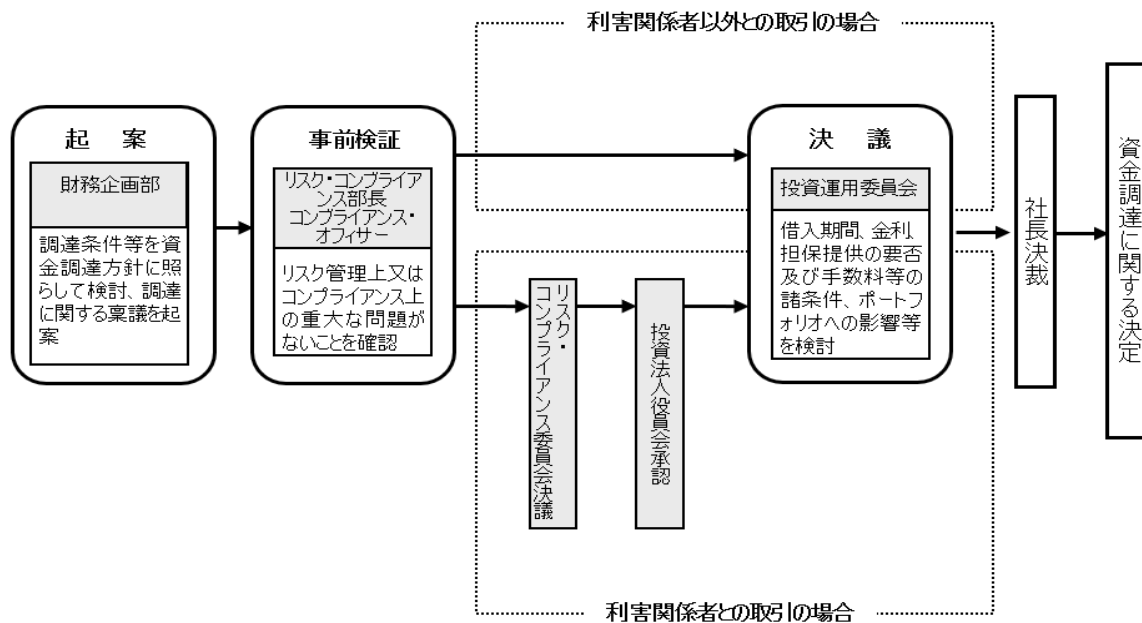 利害関係者以外との取引の場合
起 案
財務企画部
調達条件等を資
金調達方針に照
らして検討、調達
に関する稟議を起
案
事前検証
リスク・コンプライア
ンス部長
コンプライアンス・
オフィサー
リスク管理上又は
コンプライアンス上
の重大な問題が
ないことを確認
リスク・
コンプライアンス委員会決議
投資法人役員会承認
決 議
投資運用委員会
借入期間、金利、
担保提供の要否
及び手数料等の
諸条件、ポートフ
ォリオへの影響等
を検討
社長決裁
資金調達に関する決定
利害関係者との取引の場合